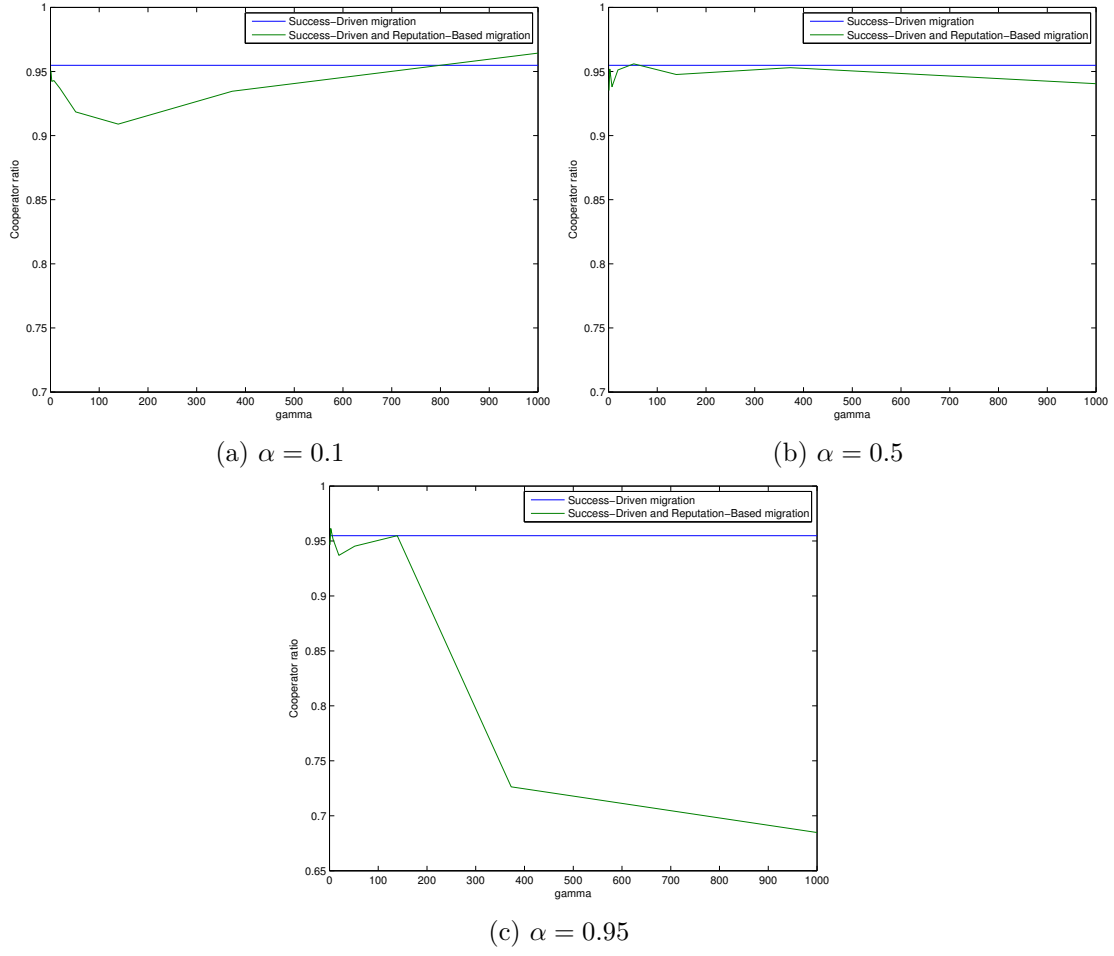 Success-Driven migration
Success-Driven and Reputation-Based migration
1
0.95
0.9
0.85
0.8
0.75
0.7
Cooperator ratio
0 100 200 300 400 500 600 700 800 900 1000
gamma
(a) α = 0.1
Success-Driven migration
Success-Driven and Reputation-Based migration
1
0.95
0.9
0.85
0.8
0.75
0.7
Cooperator ratio
0 100 200 300 400 500 600 700 800 900 1000
gamma
(b) α = 0.5
Success-Driven migration
Success-Driven and Reputation-Based migration
1
0.95
0.9
0.85
0.8
0.75
0.7
0.65
Cooperator ratio
0 100 200 300 400 500 600 700 800 900 1000
gamma
(c) α = 0.95